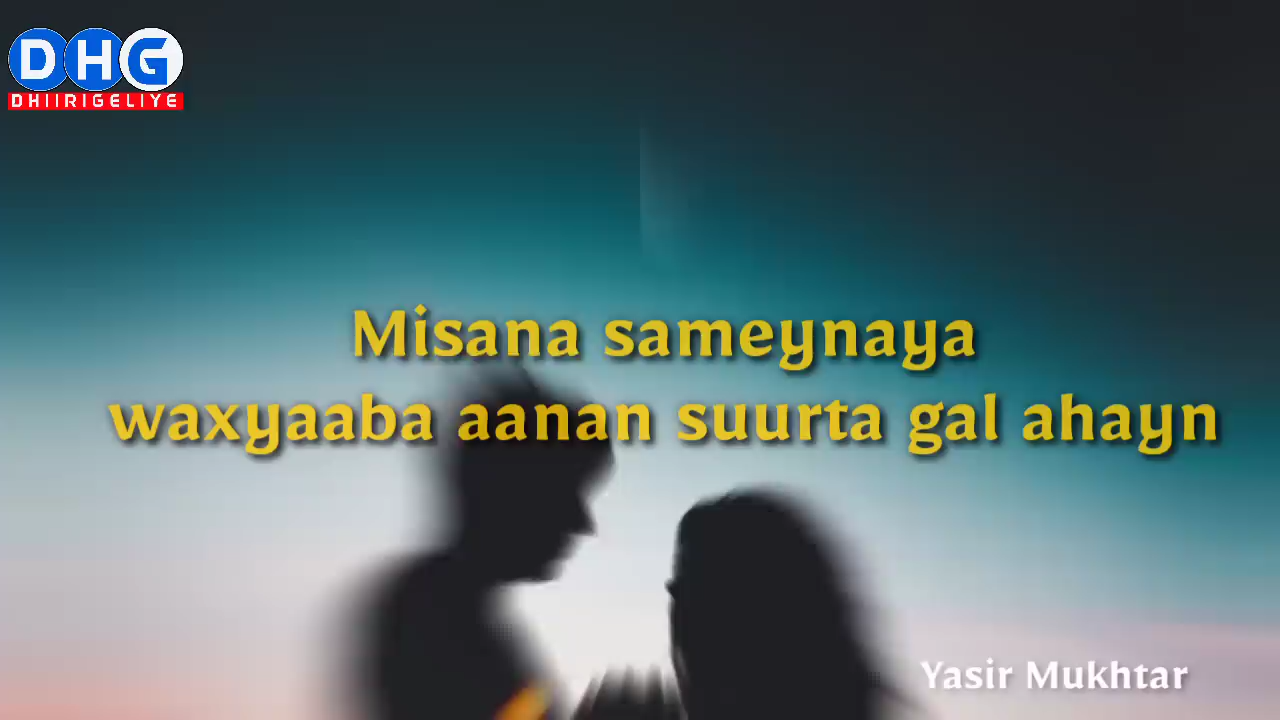 DHG
DHIIRIGELIYE
Misana sameynaya
waxyaaba aanan suurta gal ahayn
Yasir Mukhtar